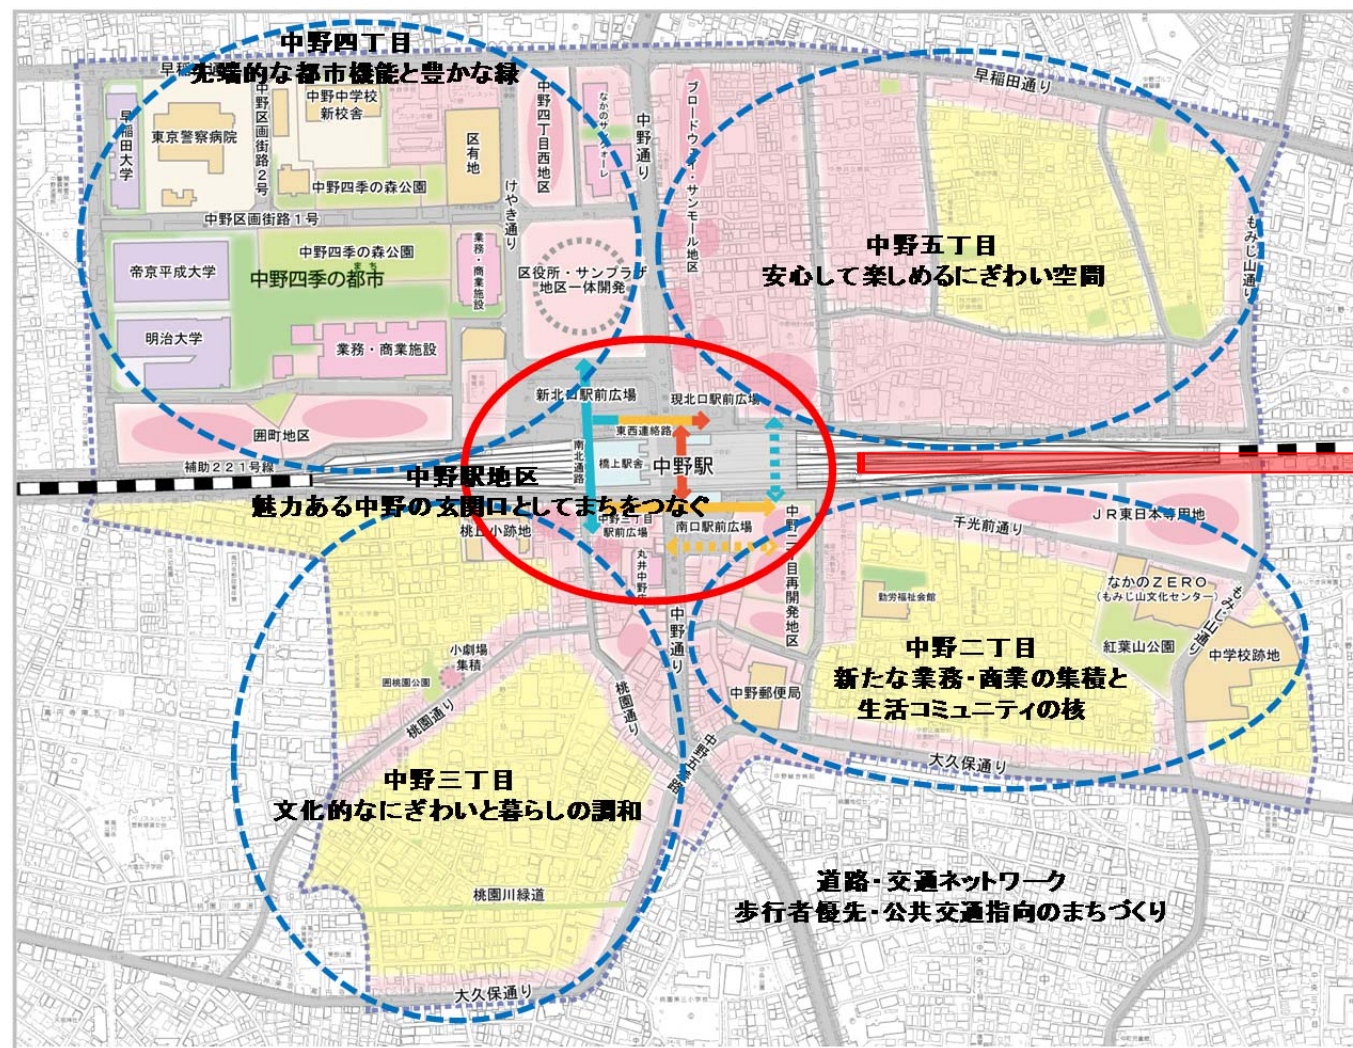 中野四丁目
先端的な都市機能と豊かな緑
早稲田通り
早稲田大学
東京警察病院
中野区画街路2号
中野中学校
新校舎
区有地
中野四丁目西地区
なかのサンクォーレ
中野通り
ブロードウェイ・サンモール地区
中野四季の森公園
けやき通り
中野区画街路1号
もみじ山通り
中野五丁目
安心して楽しめるにぎわい空間
帝京平成大学
中野四季の森公園
中野四季の都市
まち
業務・商業施設
区役所・サンプラザ
地区一体開発
明治大学
業務・商業施設
新北口駅前広場
現北口駅前広場
囲町地区
東西連絡路
南北通路
橋上駅舎
中野駅
補助221号線
中野駅地区
魅力ある中野の玄関口としてまちをつなぐ
桃丘小跡地
中野三丁目
駅前広場
南口駅前広場
丸井中野店
中野二丁目再開発地区
千光前通り
JR東日本専用地
なかのZERO
(もみじ山文化センター)
もみじ山通り
勤労福祉会館
紅葉山公園
中学校跡地
中野二丁目
新たな業務・商業の集積と
生活コミュニティの核
中野郵便局
中野通り
小劇場
集積
囲桃園公園
桃園通り
桃園通り
中野五差路
大久保通り
中野三丁目
文化的なにぎわいと暮らしの調和
桃園川緑道
大久保通り
道路・交通ネットワーク
歩行者優先・公共交通指向のまちづくり